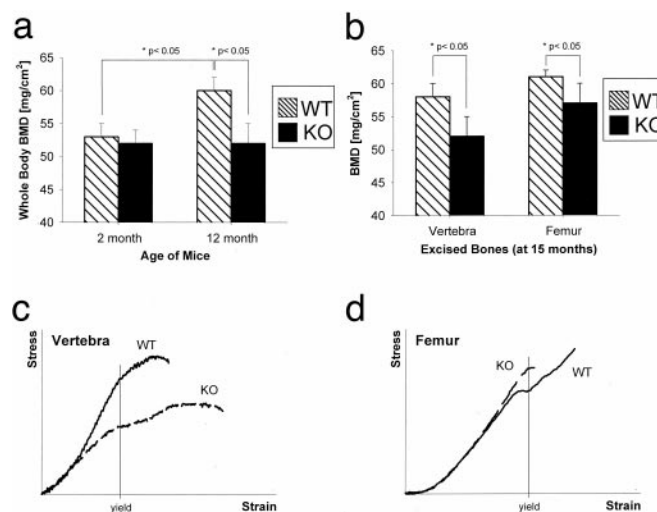 a
* p< 0.05
* p< 0.05
Whole Body BMD [mg/cm²]
65
60
55
50
45
40
2 month
12 month
Age of Mice
WT
KO
b
* p< 0.05
* p< 0.05
BMD [mg/cm²]
65
60
55
50
45
40
Vertebra
Femur
Excised Bones (at 15 months)
WT
KO
c
Vertebra
Stress
WT
KO
yield
Strain
d
Femur
Stress
KO
WT
yield
Strain